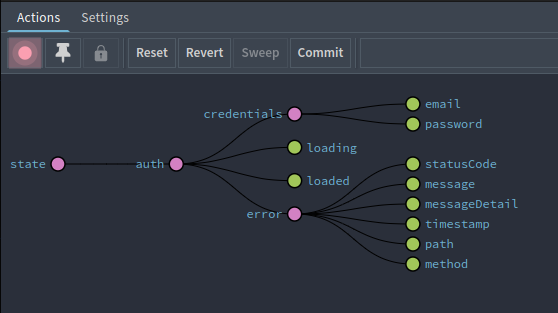 Actions Settings
Reset Revert Sweep Commit
credentials
email
password
loading
state
auth
statusCode
loaded
message
messageDetail
error
timestamp
path
method